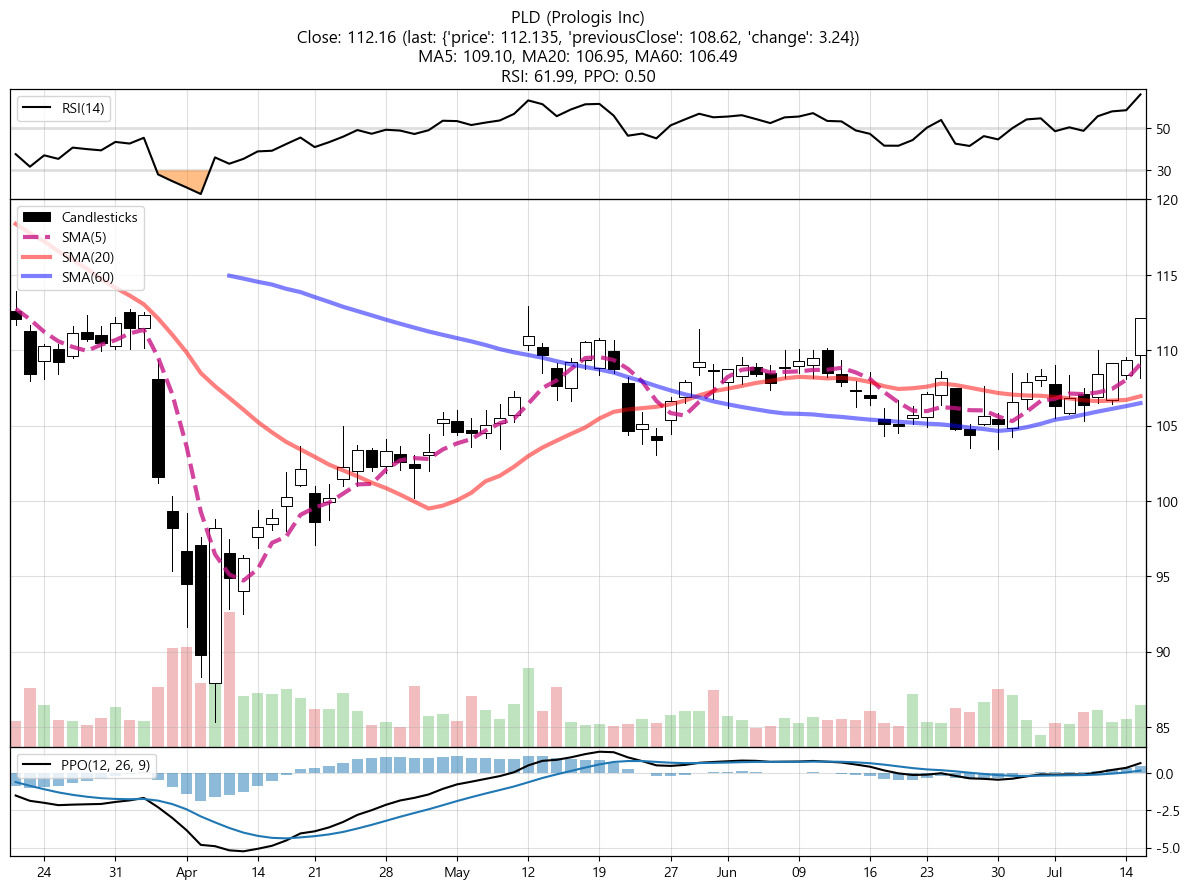 PLD (Prologis Inc)
Close: 112.16 (last: {'price': 112.135, 'previousClose': 108.62, 'change': 3.24})
MA5: 109.10, MA20: 106.95, MA60: 106.49
RSI: 61.99, PPO: 0.50
RSI(14)
50
30
120
Candlesticks
SMA(5)
SMA(20)
SMA(60)
115
110
105
100
95
90
85
PPO(12, 26, 9)
0.0
-2.5
-5.0
24 31 Apr 14 21 28 May 12 19 27 Jun 09 16 23 30 Jul 14